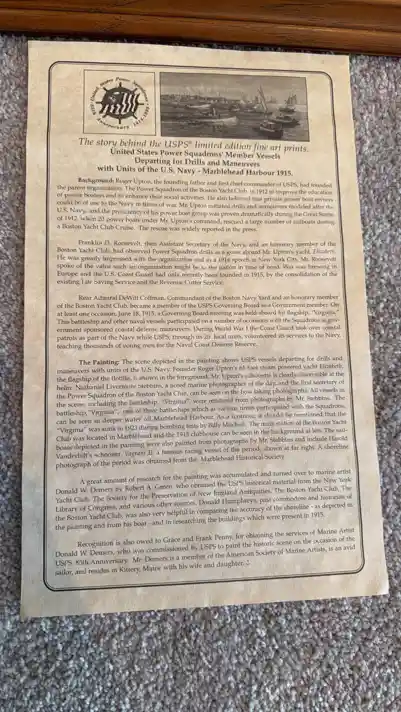 The story behind the USPS® limited edition fine art prints.
United States Power Squadrons' Member Vessels
Departing for Drills and Maneuvers
with Units of the U.S. Navy - Marblehead Harbour 1915.
Background: Roger Upton, the founding father and first chief commander of USPS, had founded
the parent organization, The Power Squadron of the Boston Yacht Club, in 1912 to improve the education
of power boaters and to enhance their social activities. He also believed that private power boat services
could be of use to the Navy in times of war. Mr. Upton initiated drills and maneuvers modeled after the
U.S. Navy, and the proficiency of his power boat group was proven dramatically during the Great Storm
of 1912, when 20 power boats under Mr. Upton's command, rescued a large number of sailboats during
a Boston Yacht Club Cruise. The rescue was widely reported in the press.
Franklin D. Roosevelt, then Assistant Secretary of the Navy, and an honorary member of the
Boston Yacht Club, had observed Power Squadron drills as a guest aboard Mr. Upton's yacht, Elizabeth.
He was greatly impressed with the organization and in a 1914 speech in New York City, Mr. Roosevelt
spoke of the value such an organization might be to the nation in time of need. War was brewing in
Europe and the U.S. Coast Guard had only recently been founded in 1915, by the consolidation of the
existing Life Saving Service and the Revenue Cutter Service.
Rear Admiral DeWitt Coffman, Commandant of the Boston Navy Yard and an honorary member
of the Boston Yacht Club, became a member of the USPS Governing Board as a Government member. On
at least one occasion, June 18, 1915, a Governing Board meeting was held aboard his flagship, "Virginia."
This battleship and other naval vessels participated on a number of occasions with the Squadrons in government
sponsored coastal defense maneuvers. During World War I the Coast Guard took over coastal
patrols as part of the Navy while USPS, through its 20 local units, volunteered its services to the Navy,
teaching thousands of young men for the Naval Coast Defense Reserve.
The Painting: The scene depicted in the painting shows USPS vessels departing for drills and
maneuvers with units of the U.S. Navy. Founder Roger Upton's 48 foot steam powered yacht Elizabeth,
the flagship of the flotilla, is shown in the foreground. Mr. Upton's silhouette is clearly discernible at the
helm. Nathaniel Livermore Stebbins, a noted marine photographer of the day, and the first secretary of
the Power Squadron of the Boston Yacht Club, can be seen on the bow taking photographs. All vessels in
the scene, including the battleship, "Virginia" were rendered from photographs by Mr. Stebbins. The
battleship, "Virginia", one of three battleships which at various times participated with the Squadrons,
can be seen in deeper water off Marblehead Harbour. As a footnote, it should be mentioned that the
"Virginia" was sunk in 1923 during bombing tests by Billy Mitchell. The main station of the Boston Yacht
Club was located in Marblehead and the 1915 clubhouse can be seen in the background at left. The sailboats
depicted in the painting were also painted from photographs by Mr. Stebbins and include Harold
Vanderbilt's schooner, Vagrant II, a famous racing vessel of the period, shown at far right. A shoreline
photograph of the period was obtained from the Marblehead Historical Society.
A great amount of research for the painting was accumulated and turned over to marine artist
Donald W. Demers by Robert A. Green, who obtained the USPS historical material from the New York
Yacht Club, The Society for the Preservation of New England Antiquities, The Boston Yacht Club, The
Library of Congress, and various other sources. Donald Humphreys, past commodore and historian of
the Boston Yacht Club, was also very helpful in comparing the accuracy of the shoreline - as depicted in
the painting and from his boat - and in researching the buildings which were present in 1915.
Recognition is also owed to Grace and Frank Penny, for obtaining the services of Marine Artist
Donald W. Demers, who was commissioned by USPS to paint the historic scene on the occasion of the
USPS 85th Anniversary. Mr. Demers is a member of the American Society of Marine Artists, is an avid
sailor, and resides in Kittery, Maine with his wife and daughter.